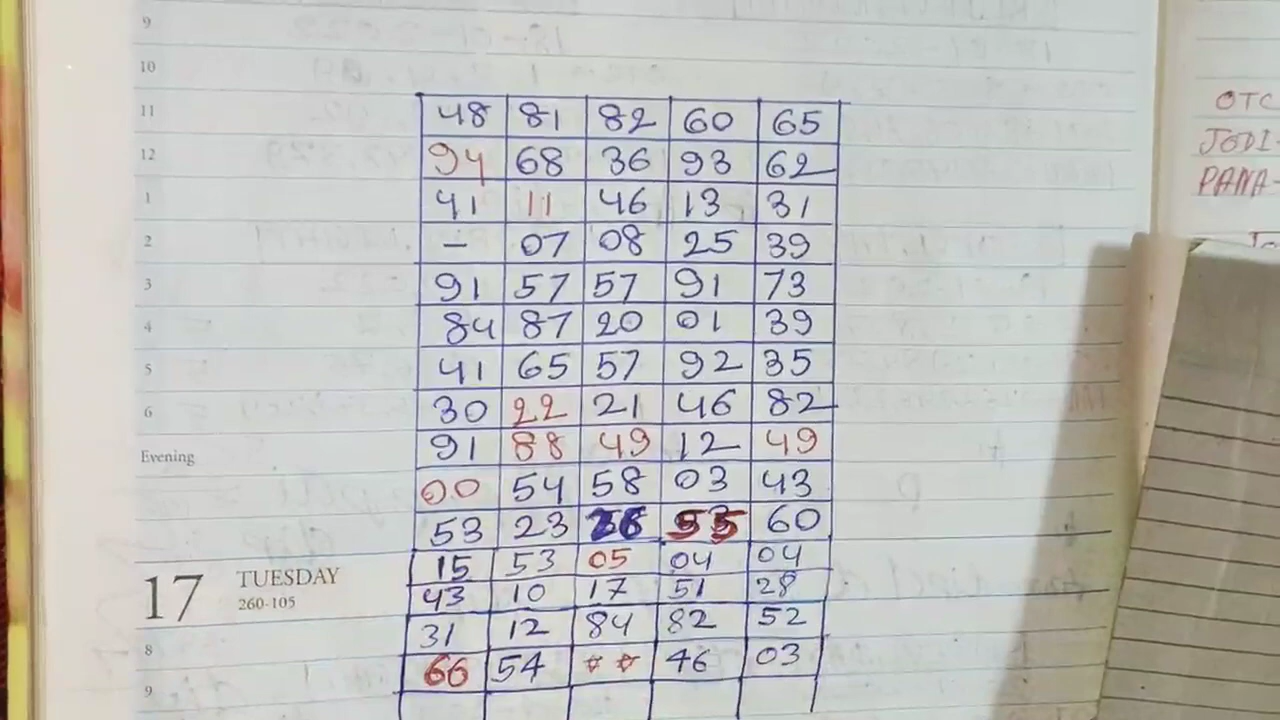 9
10
11 48 81 82 60 65
12 94 68 36 93 62
1 41 11 46 13 31
2 – 07 08 25 39
3 91 57 57 91 73
4 84 87 20 01 39
5 41 65 57 92 35
6 30 22 21 46 82
Evening 91 88 49 12 49
00 54 58 03 43
53 23 36 55 60
15 53 05 04 04
17 TUESDAY 43 10 17 51 28
260-105
8 31 12 84 82 52
9 66 54 ☆☆ 46 03
OTC
JODI-
PANA-